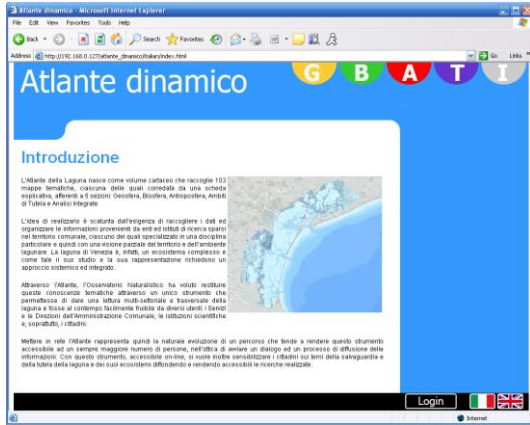 Atlante dinamico - Microsoft Internet Explorer
File Edit View Favorites Tools Help
Back Search Favorites
Address http://192.168.0.127/atlante_dinamico/italian/index.html Go Links
Atlante dinamico
G B A T I
Introduzione
L'Atlante della Laguna nasce come volume cartaceo che raccoglie 103
mappe tematiche, ciascuna delle quali corredata da una scheda
esplicativa, afferenti a 5 sezioni: Geosfera, Biosfera, Antroposfera, Ambiti
di Tutela e Analisi Integrate.
L'idea di realizzarlo è scaturita dall'esigenza di raccogliere i dati ed
organizzare le informazioni provenienti da enti ed istituti di ricerca sparsi
nel territorio comunale, ciascuno dei quali specializzato in una disciplina
particolare e quindi con una visione parziale del territorio e dell'ambiente
lagunare. La laguna di Venezia è, infatti, un ecosistema complesso e
come tale il suo studio e la sua rappresentazione richiedono un
approccio sistemico ed integrato.
Attraverso l'Atlante, l'Osservatorio Naturalistico ha voluto restituire
queste conoscenze tematiche attraverso un unico strumento che
permettesse di dare una lettura multi-settoriale e trasversale della
laguna e fosse al contempo facilmente fruibile da diversi utenti: i Servizi
e le Direzioni dell'Amministrazione Comunale, le istituzioni scientifiche
e, soprattutto, i cittadini.
Mettere in rete l'Atlante rappresenta quindi la naturale evoluzione di un percorso che tende a rendere questo strumento
accessibile ad un sempre maggiore numero di persone, nell'ottica di avviare un dialogo ed un processo di diffusione delle
informazioni. Con questo strumento, accessibile on-line, si vuole inoltre sensibilizzare i cittadini sui temi della salvaguardia e
della tutela della laguna e dei suoi ecosistemi diffondendo e rendendo accessibili le ricerche realizzate.
Login
Internet